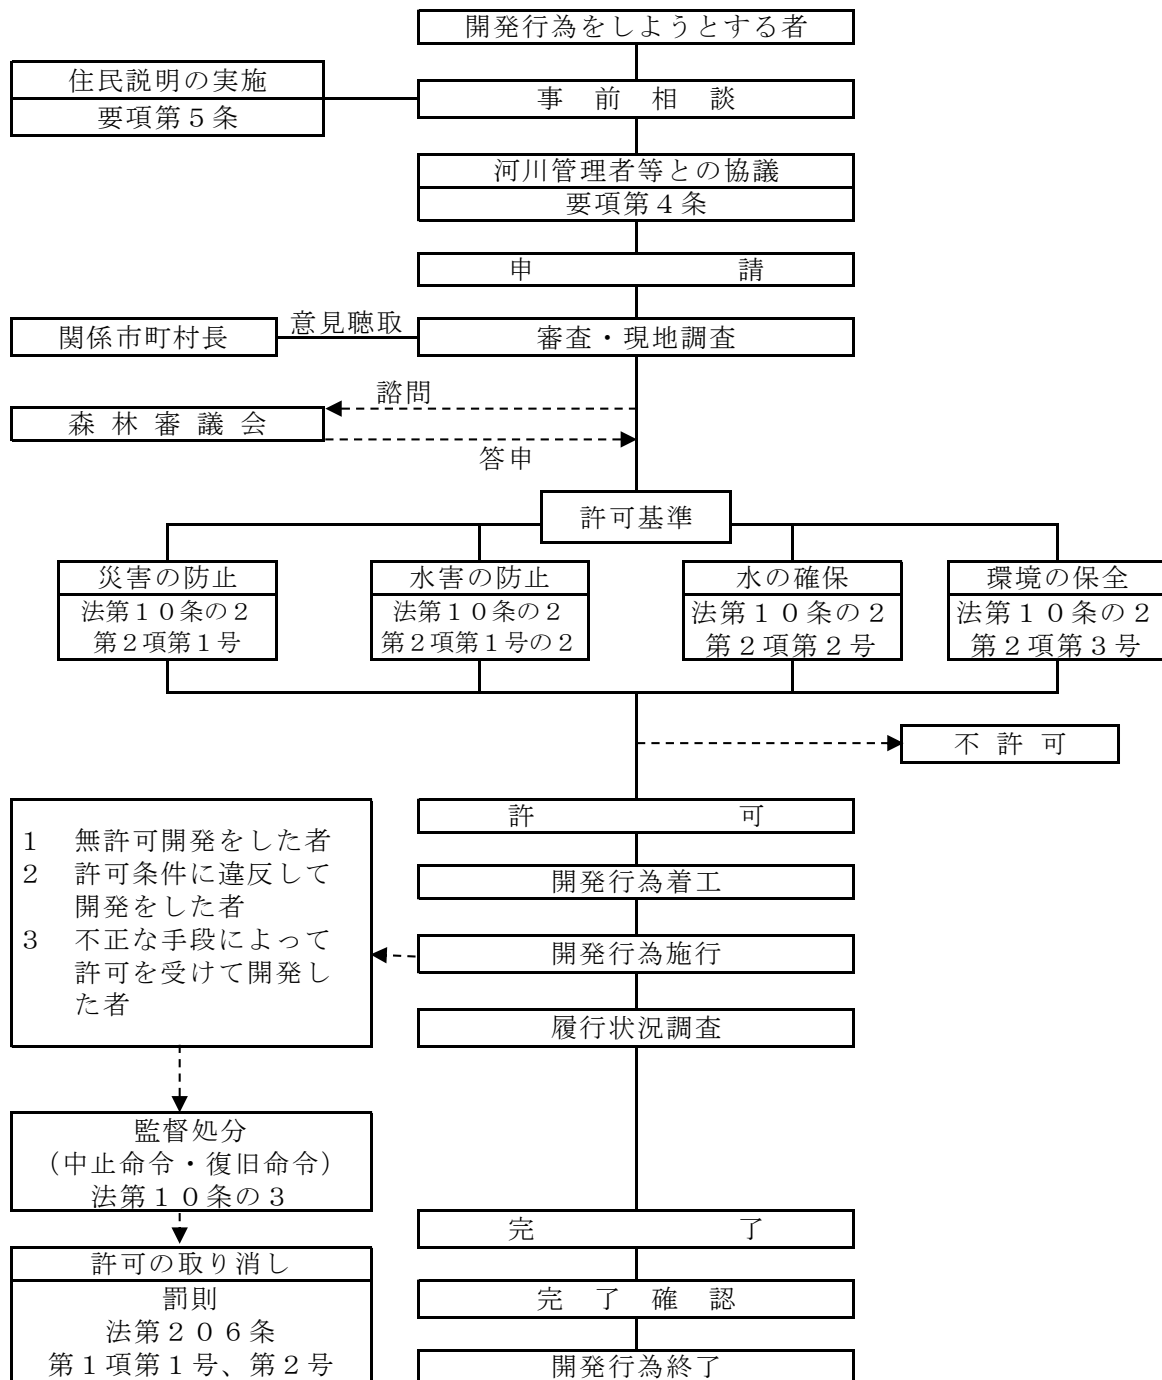 開発行為をしようとする者
住民説明の実施
要項第５条
事前相談
河川管理者等との協議
要項第４条
申請
関係市町村長
意見聴取
審査・現地調査
諮問
森林審議会
答申
許可基準
災害の防止
法第１０条の２
第２項第１号
水害の防止
法第１０条の２
第２項第１号の２
水の確保
法第１０条の２
第２項第２号
環境の保全
法第１０条の２
第２項第３号
不許可
許可
開発行為着工
開発行為施行
履行状況調査
１　無許可開発をした者
２　許可条件に違反して
開発をした者
３　不正な手段によって
許可を受けて開発し
た者
監督処分
（中止命令・復旧命令）
法第１０条の３
許可の取り消し
罰則
法第２０６条
第１項第１号、第２号
完了
完了確認
開発行為終了